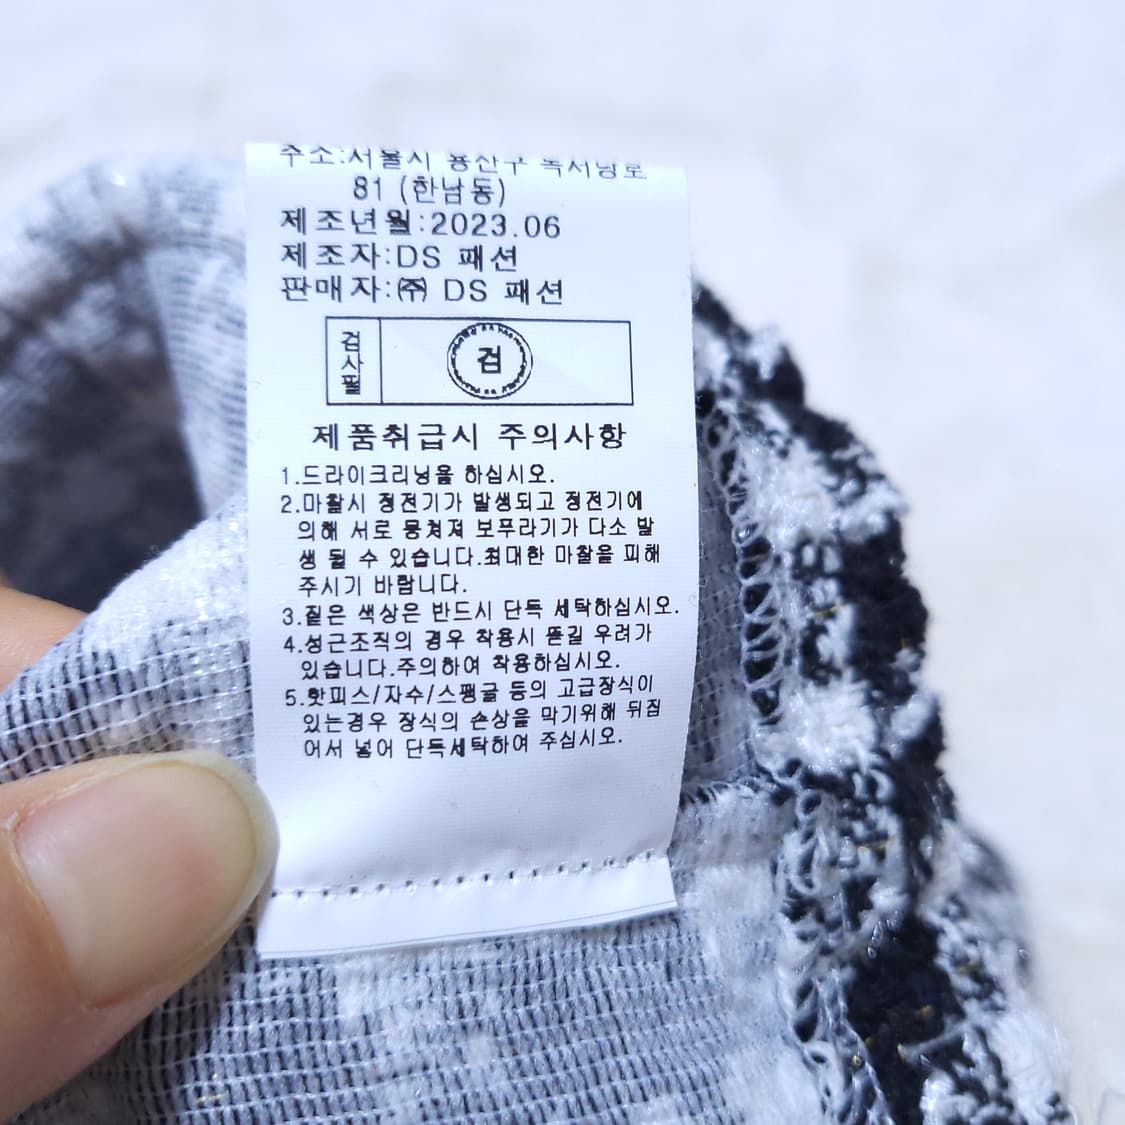 주소:서울시 용산구 독서당로
81 (한남동)
제조년월:2023.06
제조자:DS 패션
판매자:㈜ DS 패션
검사필
검
제품취급시 주의사항
1.드라이크리닝을 하십시오.
2.마찰시 정전기가 발생되고 정전기에
의해 서로 뭉쳐져 보푸라기가 다소 발
생 될 수 있습니다.최대한 마찰을 피해
주시기 바랍니다.
3.짙은 색상은 반드시 단독 세탁하십시오.
4.성근조직의 경우 착용시 뜯길 우려가
있습니다.주의하여 착용하십시오.
5.핫피스/자수/스팽글 등의 고급장식이
있는경우 장식의 손상을 막기위해 뒤집
어서 넣어 단독세탁하여 주십시오.